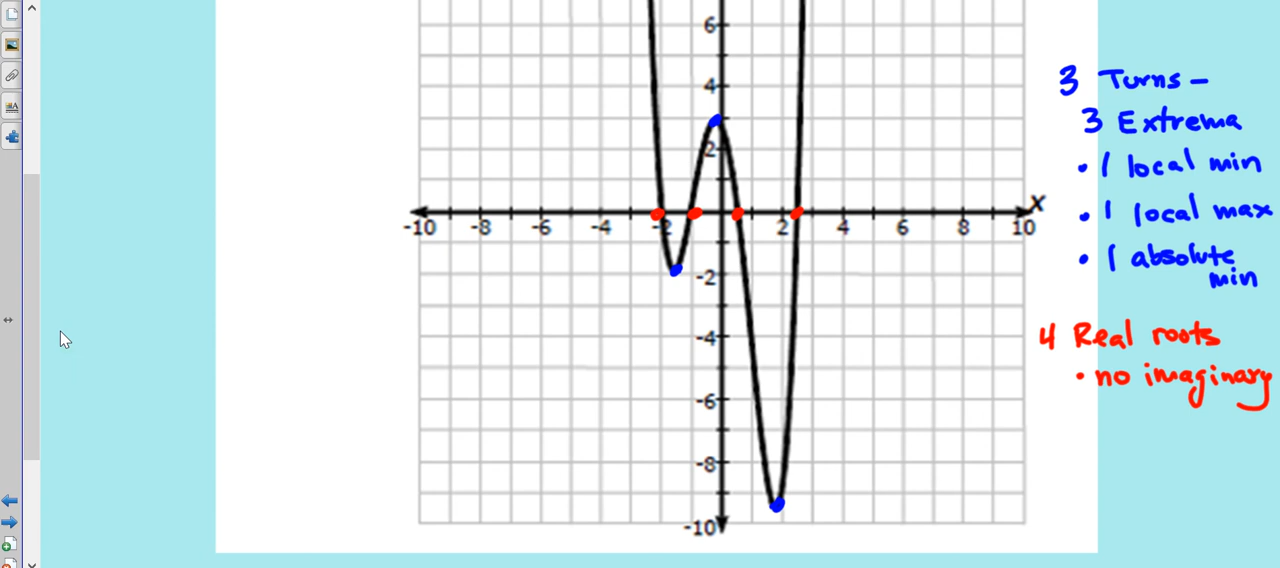 6
4
2
-10 -8 -6 -4 -2 2 4 6 8 10 x
-2
-4
-6
-8
-10
3 Turns –
3 Extrema
• 1 local min
• 1 local max
• 1 absolute
min
4 Real roots
• no imaginary